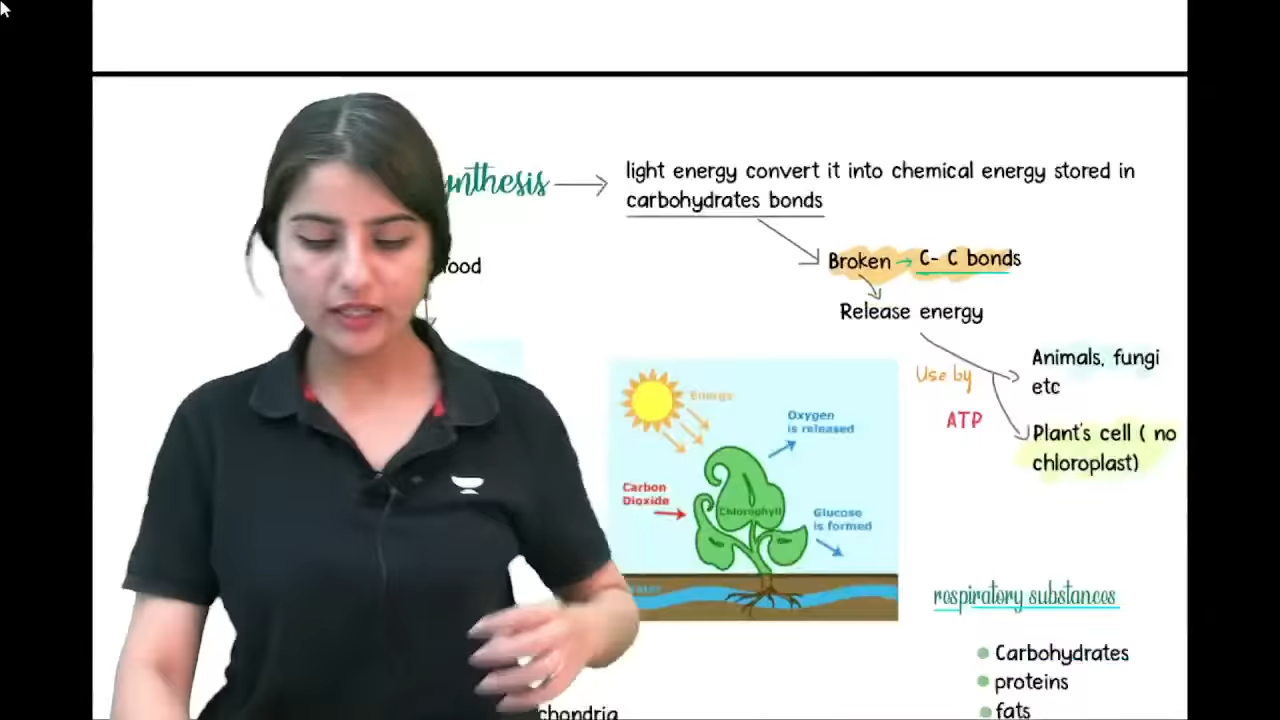 ynthesis
light energy convert it into chemical energy stored in
carbohydrates bonds
food
Broken → C- C bonds
Release energy
Use by
ATP
Animals, fungi
etc
Plant's cell ( no
chloroplast)
Energy
Oxygen
is released
Carbon
Dioxide
Chlorophyll
Glucose
is formed
respiratory substances
Carbohydrates
proteins
fats
chondria